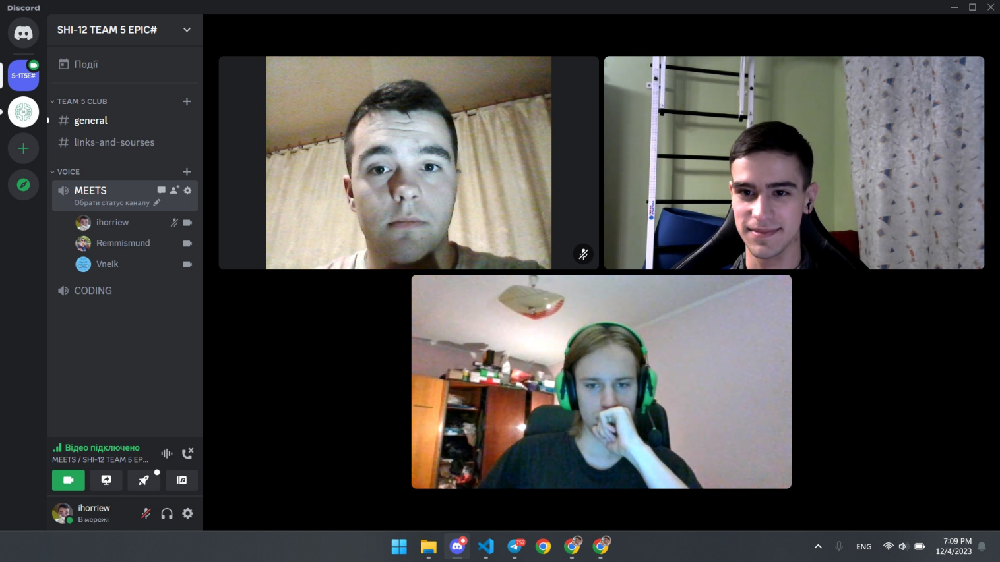 Discord
SHI-12 TEAM 5 EPIC#
S-1T5E#
Події
TEAM 5 CLUB
general
links-and-sourses
VOICE
MEETS
Обрати статус каналу
ihorriew
Remmismund
Vnelk
CODING
Відео підключено
MEETS / SHI-12 TEAM 5 EP...
ihorriew
В мережі
752
ENG
7:09 PM
12/4/2023